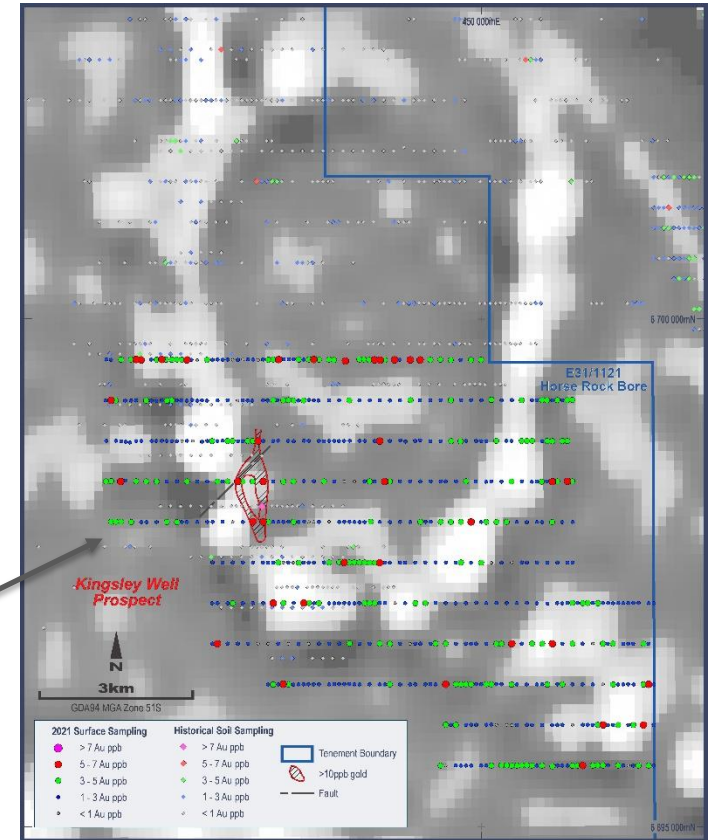 450 000mE
6 700 000mN
E31/1121
Horse Rock Bore
Kingsley Well
Prospect
N
3km
GDA94 MGA Zone 51S
6 695 000mN
2021 Surface Sampling
> 7 Au ppb
5 - 7 Au ppb
3 - 5 Au ppb
1 - 3 Au ppb
< 1 Au ppb
Historical Soil Sampling
> 7 Au ppb
5 - 7 Au ppb
3 - 5 Au ppb
1 - 3 Au ppb
< 1 Au ppb
Tenement Boundary
>10ppb gold
Fault